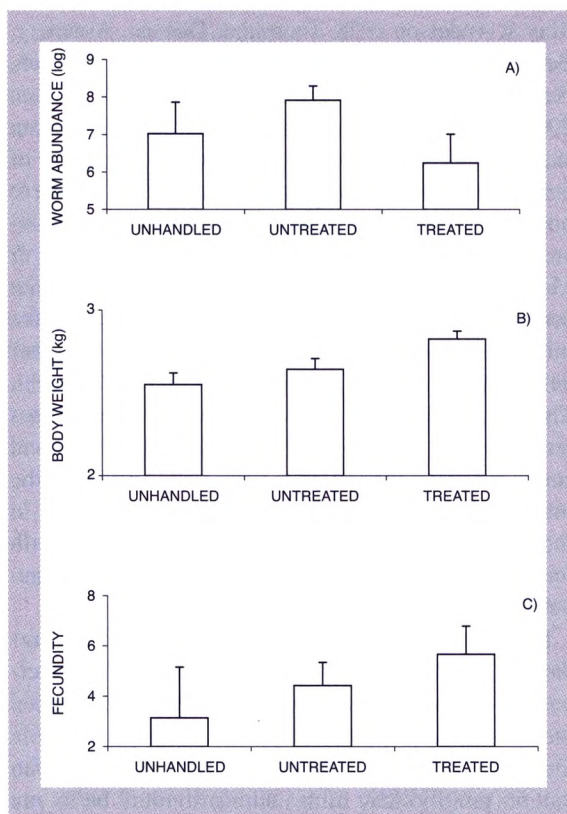 A)
WORM ABUNDANCE (log)
9
8
7
6
5
UNHANDLED UNTREATED TREATED
B)
BODY WEIGHT (kg)
3
2
UNHANDLED UNTREATED TREATED
C)
FECUNDITY
8
6
4
2
UNHANDLED UNTREATED TREATED